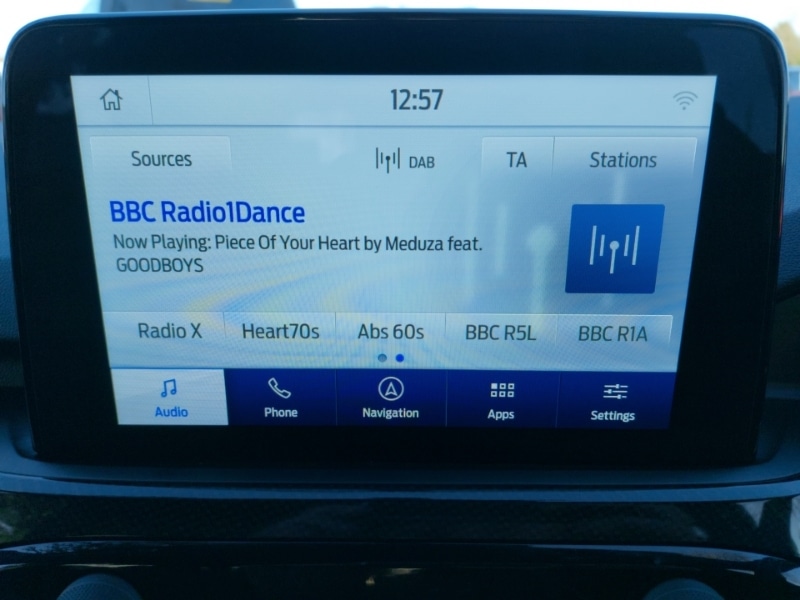 12:57
Sources
DAB
TA
Stations
BBC Radio1Dance
Now Playing: Piece Of Your Heart by Meduza feat.
GOODBOYS
Radio X
Heart70s
Abs 60s
BBC R5L
BBC R1A
Audio
Phone
Navigation
Apps
Settings